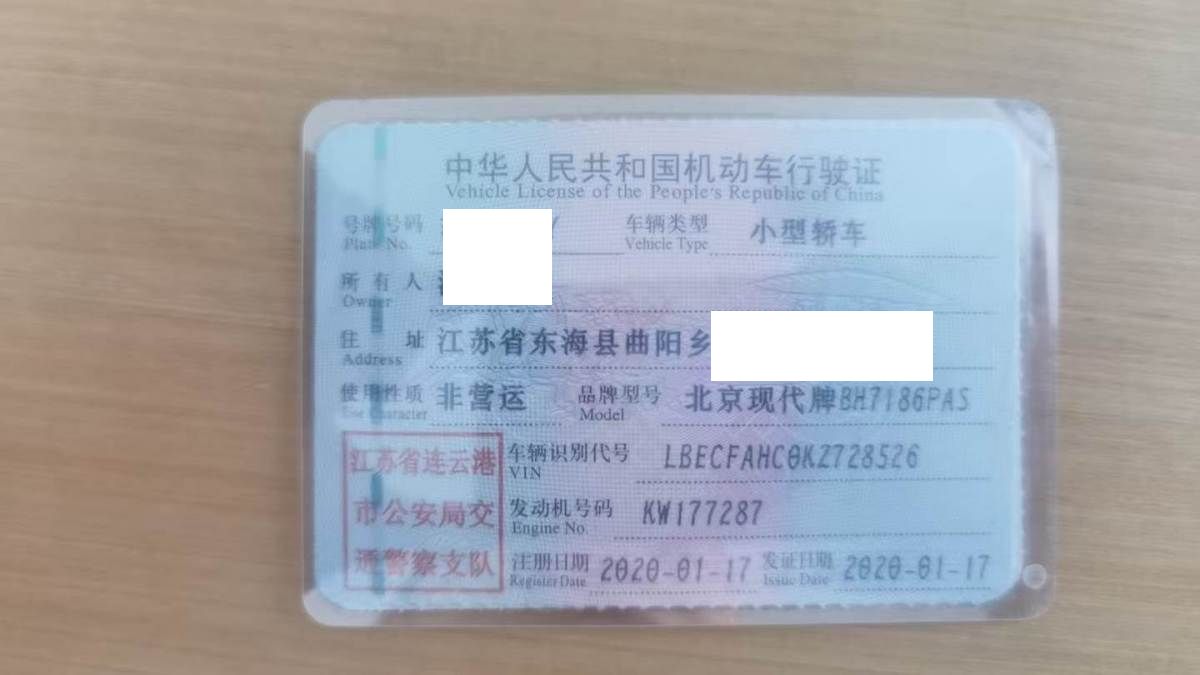 中华人民共和国机动车行驶证
Vehicle License of the People's Republic of China
号牌号码 车辆类型 小型轿车
Plate No. Vehicle Type
所有人
Owner
住址 江苏省东海县曲阳乡
Address
使用性质 非营运 品牌型号 北京现代牌BH7186PAS
Use Character Model
江苏省连云港 车辆识别代号 LBECFAHC0K2728526
VIN
市公安局交 发动机号码 KW177287
Engine No.
通警察支队 注册日期 2020-01-17 发证日期 2020-01-17
Register Date Issue Date